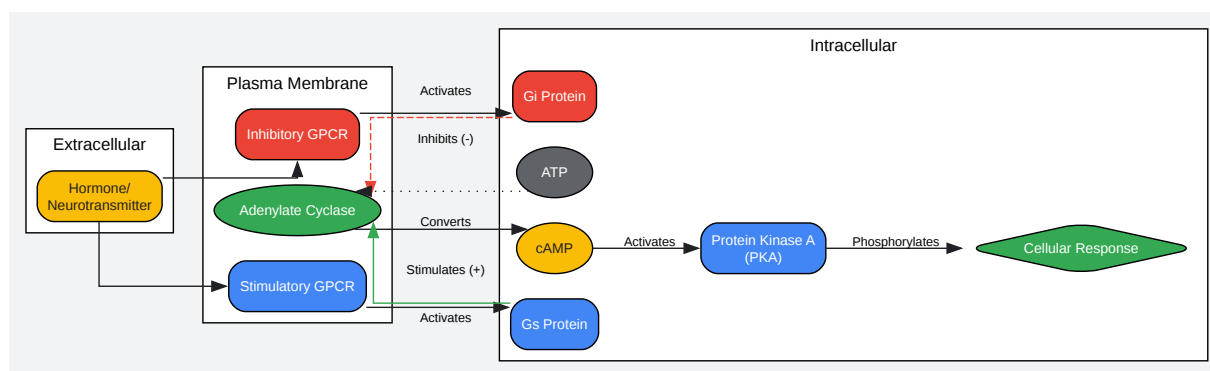 Intracellular
Plasma Membrane
Extracellular
Hormone/
Neurotransmitter
Inhibitory GPCR
Adenylate Cyclase
Stimulatory GPCR
Activates
Inhibits (-)
Converts
Stimulates (+)
Activates
Gi Protein
ATP
cAMP
Gs Protein
Activates
Protein Kinase A
(PKA)
Phosphorylates
Cellular Response